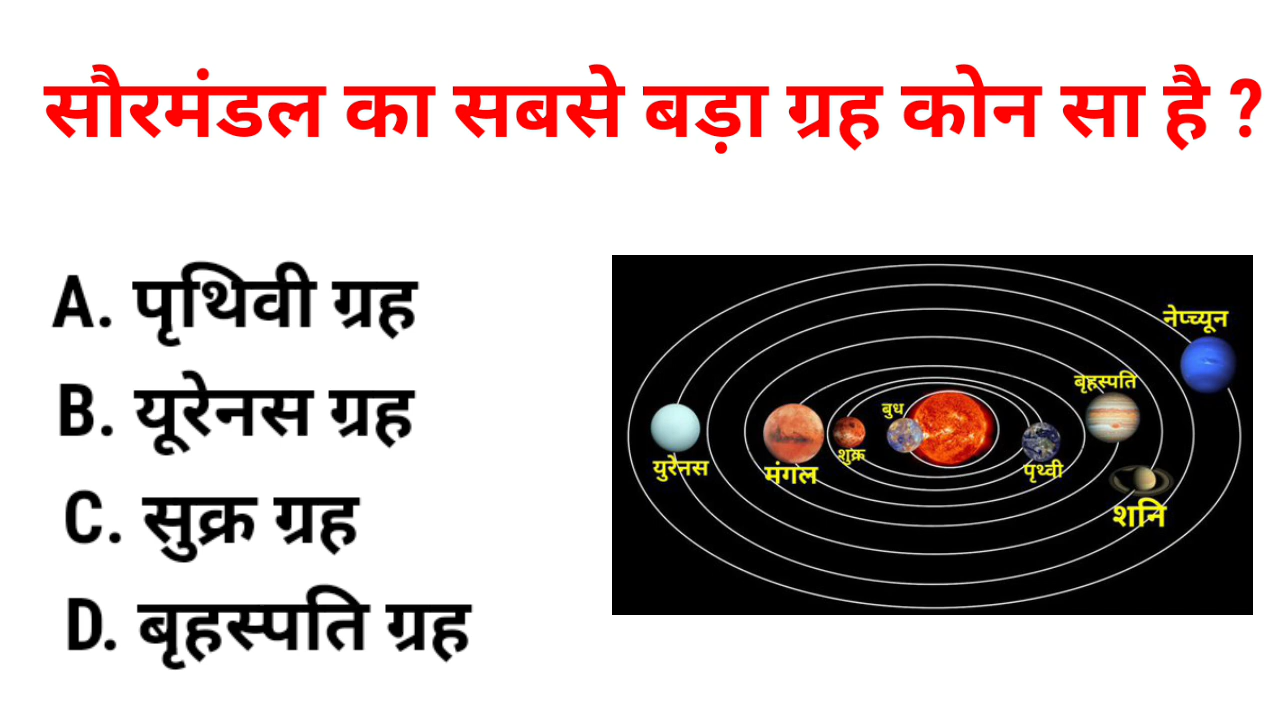 सौरमंडल का सबसे बड़ा ग्रह कोन सा है ?
A. पृथिवी ग्रह
B. यूरेनस ग्रह
C. सुक्र ग्रह
D. बृहस्पति ग्रह
नेप्च्यून
बृहस्पति
बुध
शुक्र
पृथ्वी
युरेनस
मंगल
शनि